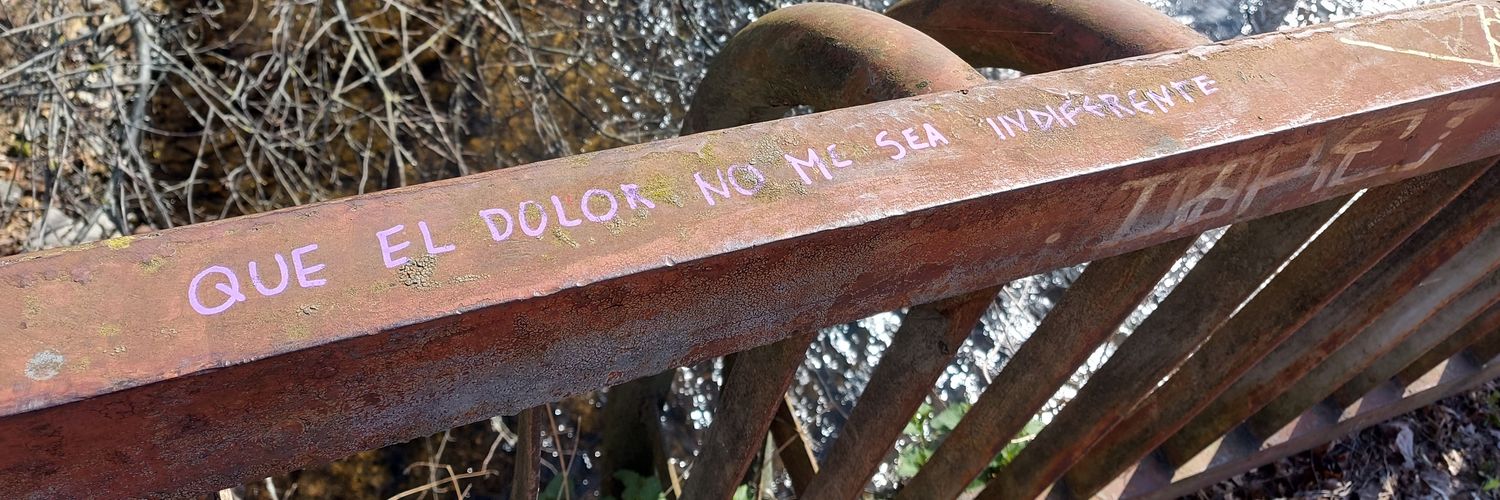 QUE EL DOLOR NO ME SEA INDIFERENTE